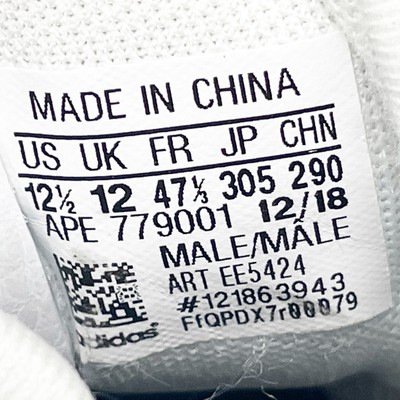 MADE IN CHINA
US UK FR JP CHN
12½ 12 47⅓ 305 290
APE 779001 12/18
MALE/MÂLE
ART EE5424
#121863943
FfQPDX7r00079
adidas